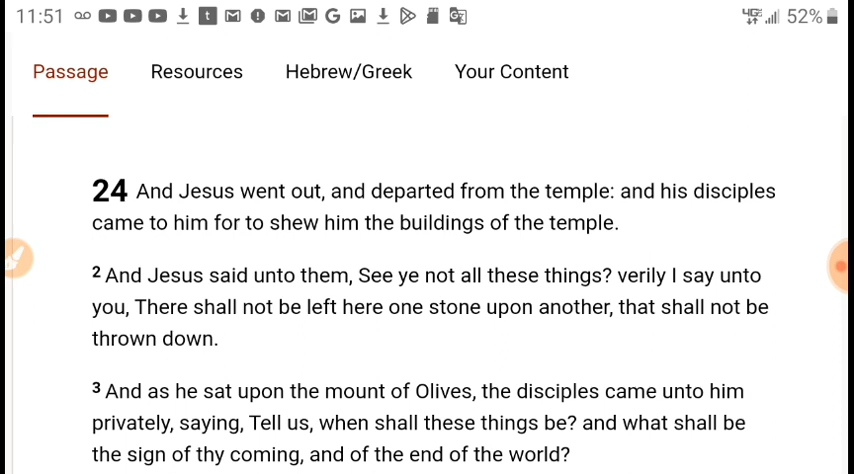 11:51 52%
Passage Resources Hebrew/Greek Your Content
24 And Jesus went out, and departed from the temple: and his disciples
came to him for to shew him the buildings of the temple.
2 And Jesus said unto them, See ye not all these things? verily I say unto
you, There shall not be left here one stone upon another, that shall not be
thrown down.
3 And as he sat upon the mount of Olives, the disciples came unto him
privately, saying, Tell us, when shall these things be? and what shall be
the sign of thy coming, and of the end of the world?